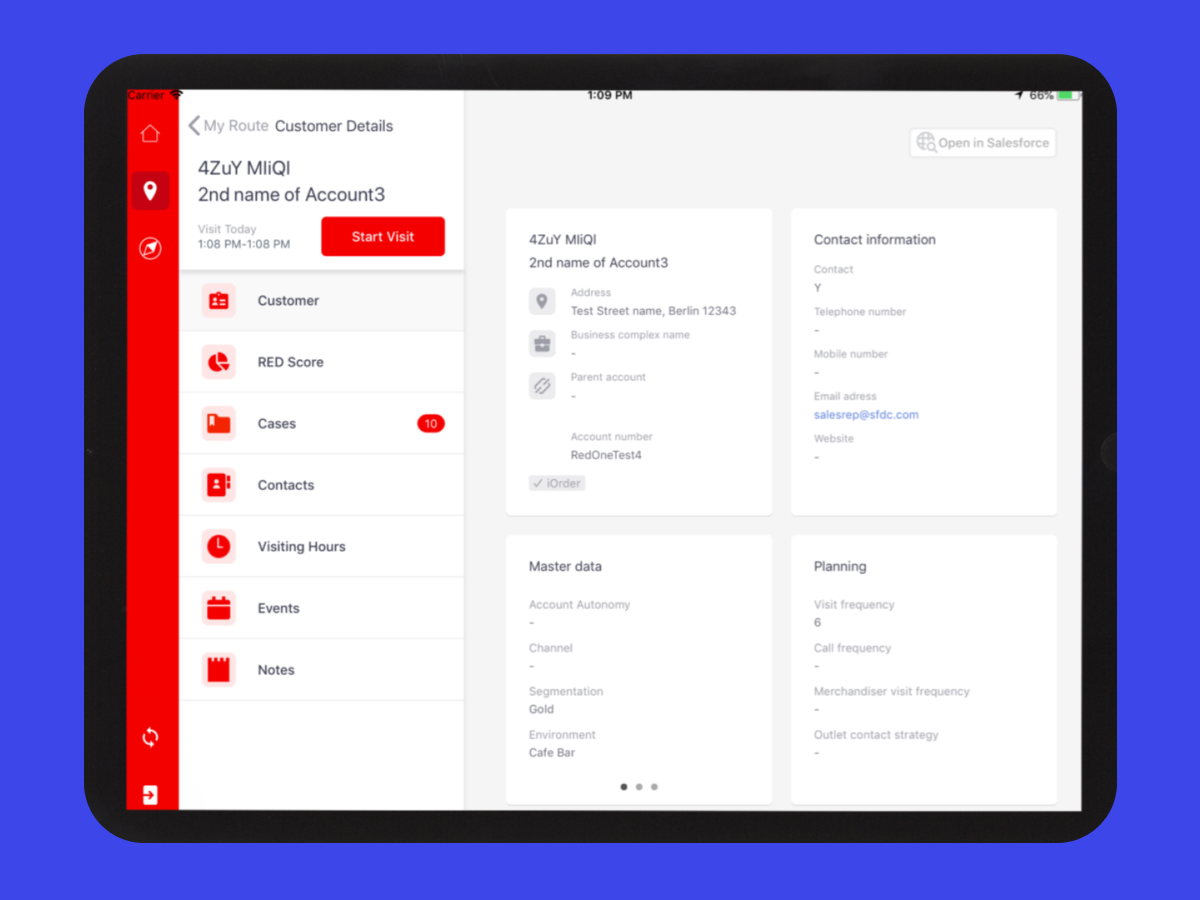 Carrier
1:09 PM
66%
My Route Customer Details
4ZuY MIiQI
2nd name of Account3
Visit Today
1:08 PM-1:08 PM
Start Visit
Customer
RED Score
Cases
10
Contacts
Visiting Hours
Events
Notes
Open in Salesforce
4ZuY MIiQI
2nd name of Account3
Address
Test Street name, Berlin 12343
Business complex name
-
Parent account
-
Account number
RedOneTest4
iOrder
Contact information
Contact
Y
Telephone number
-
Mobile number
-
Email adress
salesrep@sfdc.com
Website
-
Master data
Account Autonomy
-
Channel
-
Segmentation
Gold
Environment
Cafe Bar
Planning
Visit frequency
6
Call frequency
-
Merchandiser visit frequency
-
Outlet contact strategy
-